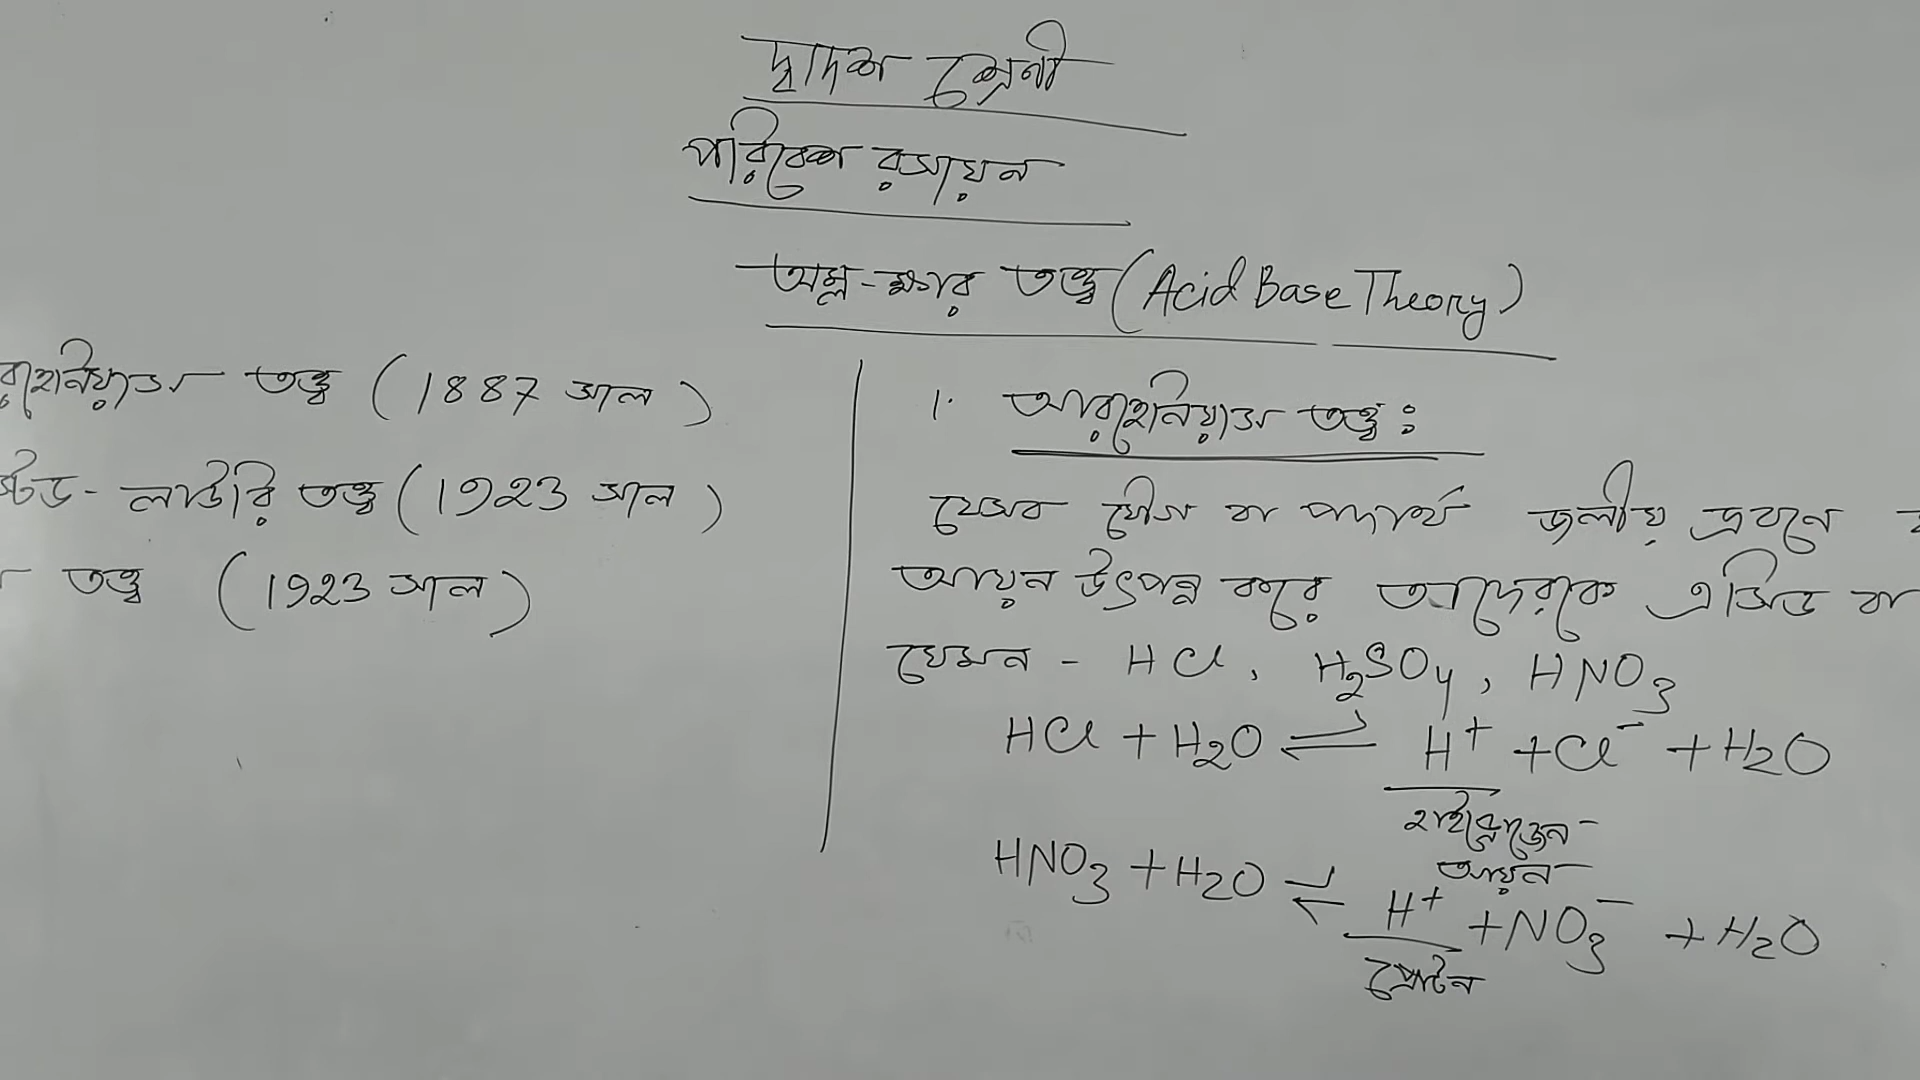 দ্বাদশ শ্রেণী
পরিবেশ রসায়ন
অম্ল-ক্ষার তত্ত্ব (Acid Base Theory)
তত্ত্ব (1887 সাল)
লাউরি তত্ত্ব (1923 সাল)
তত্ত্ব (1923 সাল)
1. আরহেনিয়াস তত্ত্ব :
যেসব যৌগ বা পদার্থ জলীয় দ্রবনে
আয়ন উৎপন্ন করে তাদেরকে এসিড বা
যেমন - HCl, H₂SO₄, HNO₃
HCl + H₂O ⇌ H⁺ + Cl⁻ + H₂O
হাইড্রোজেন
আয়ন
HNO₃ + H₂O ⇌ H⁺ + NO₃⁻ + H₂O
প্রোটন